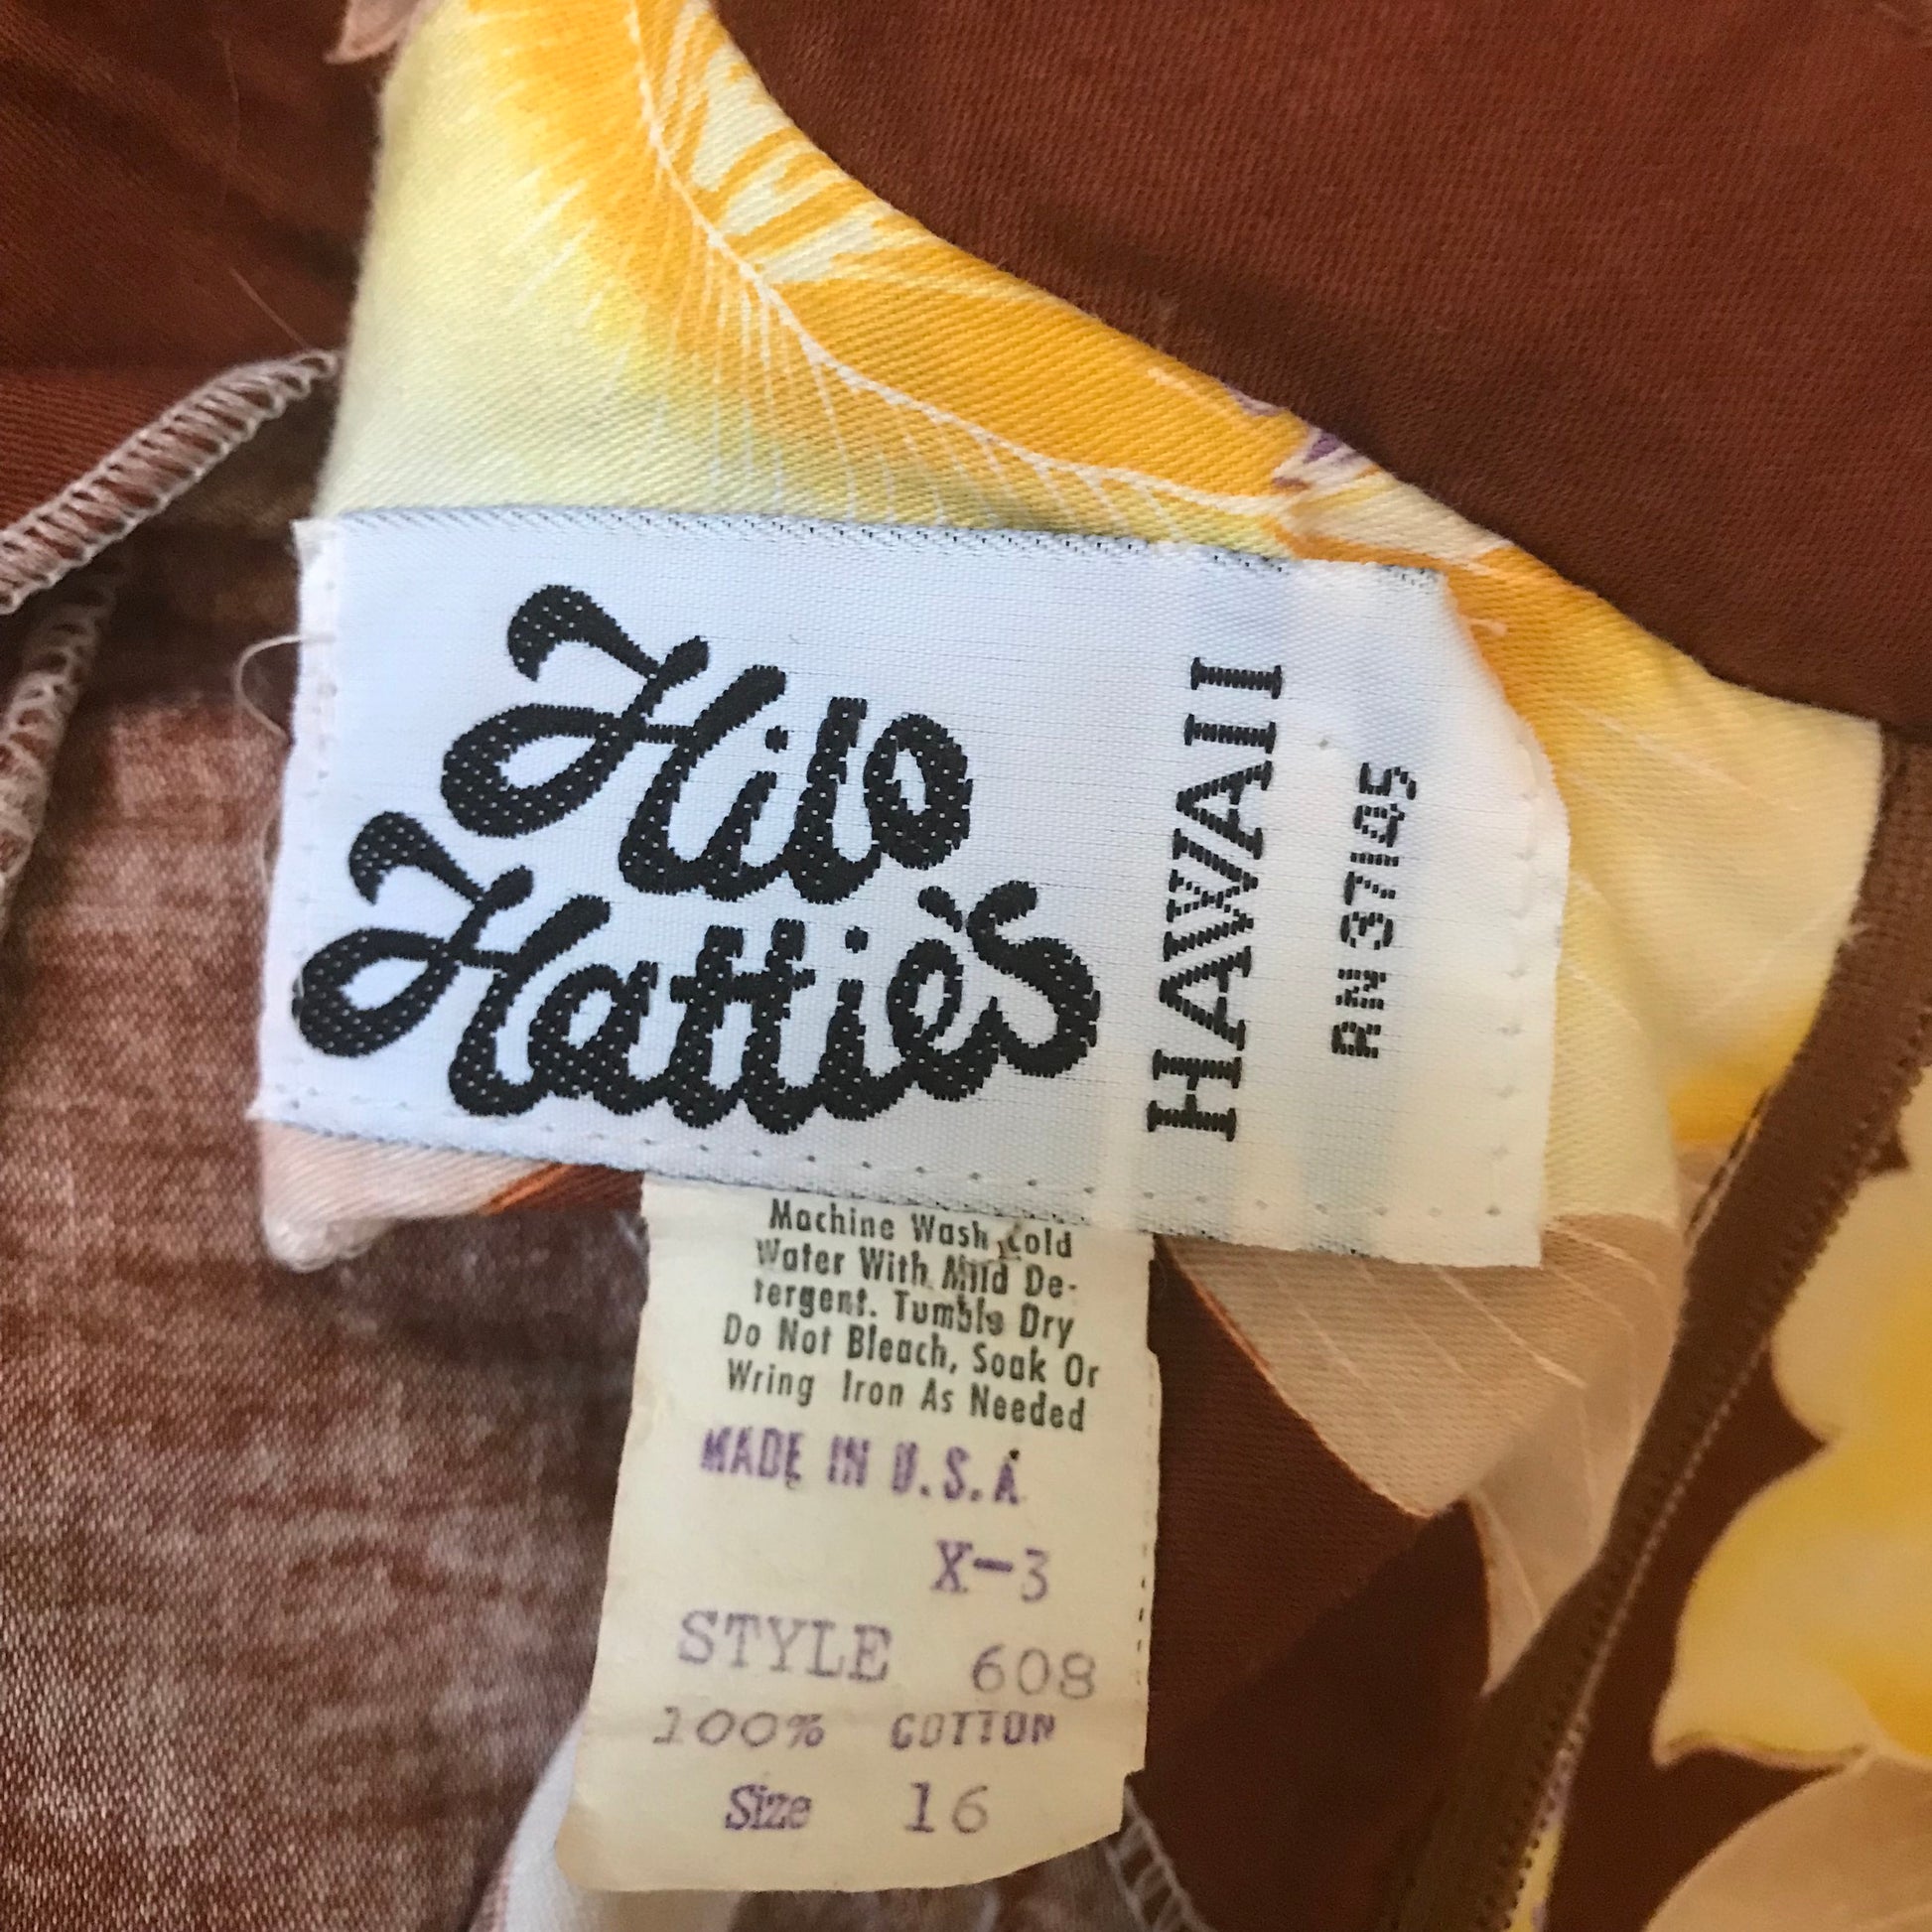 Hilo
Hattie's
HAWAII
RN 37145
Machine Wash Cold
Water With Mild De-
tergent. Tumble Dry
Do Not Bleach, Soak Or
Wring Iron As Needed
MADE IN U.S.A
X-3
STYLE 608
100% COTTON
Size 16